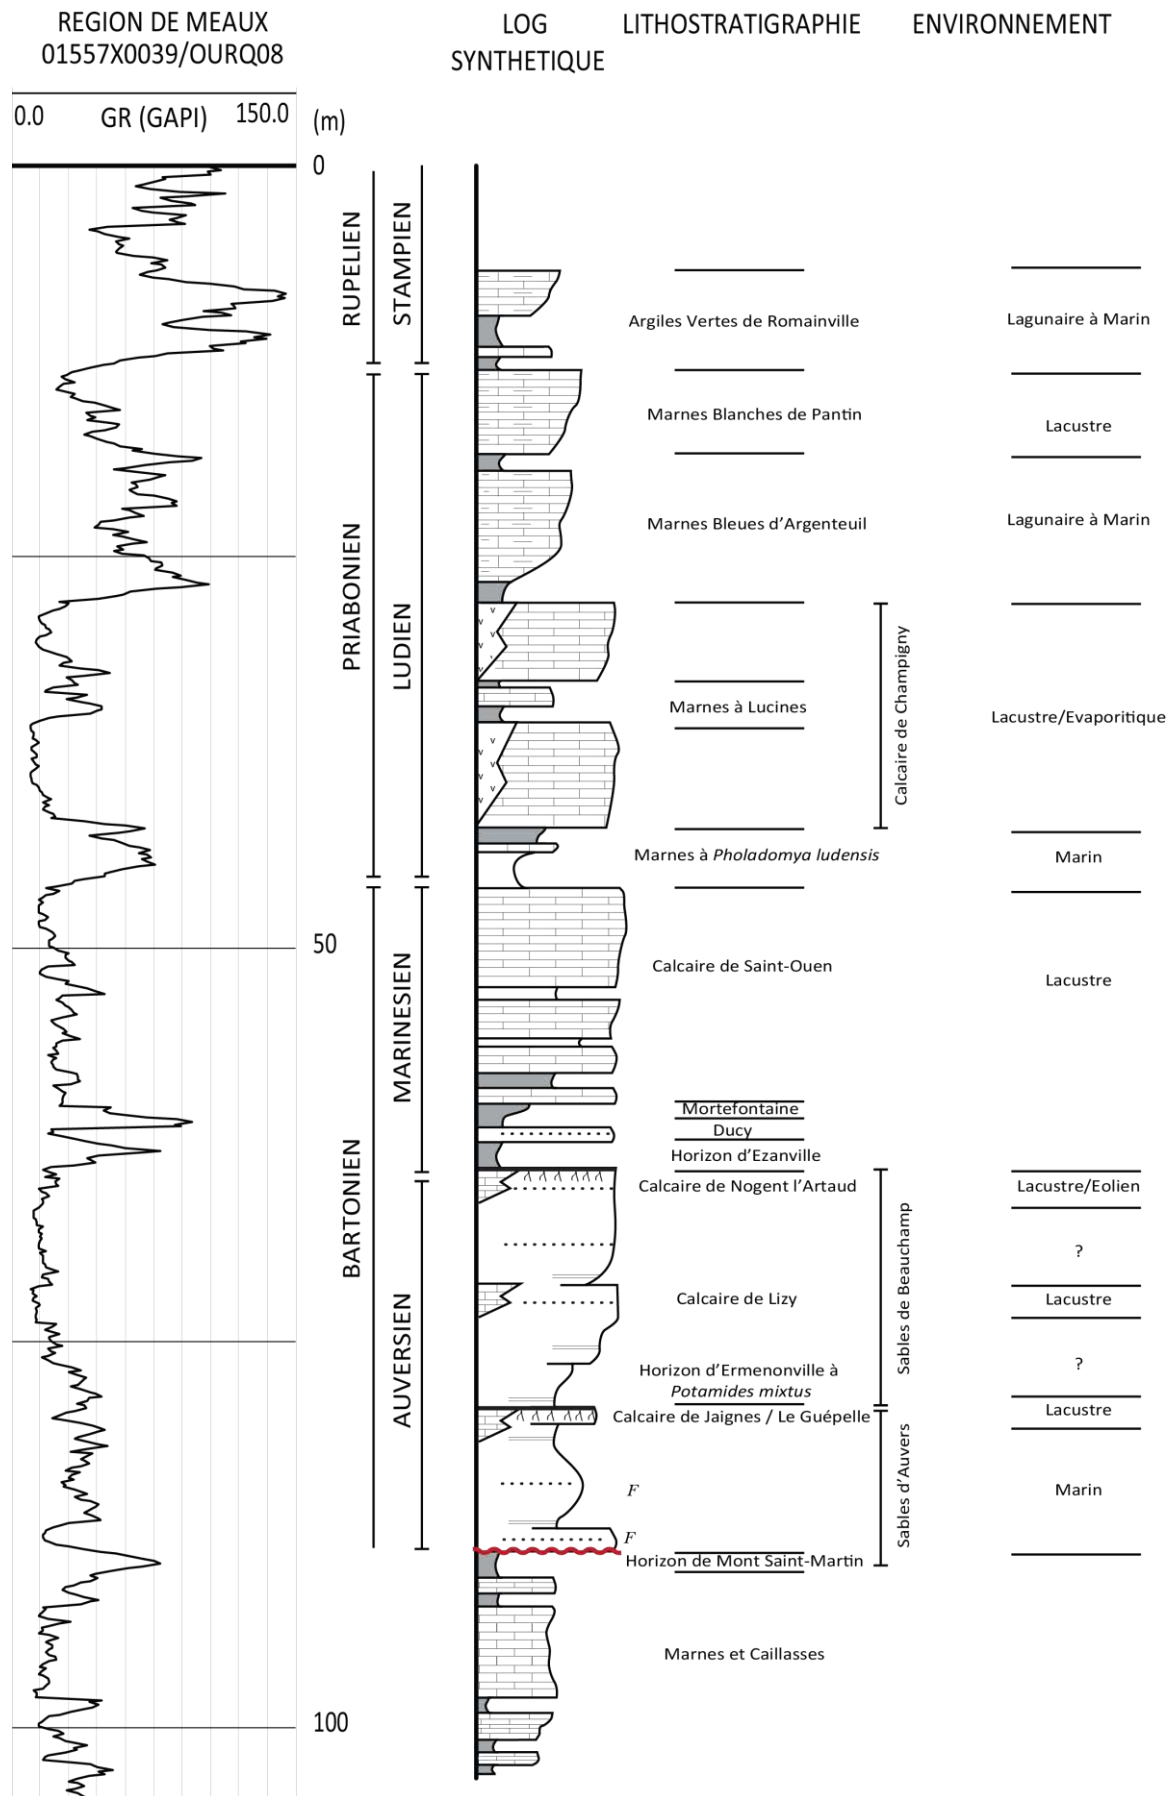 REGION DE MEAUX
01557X0039/OURQ08
LOG
SYNTHETIQUE
LITHOSTRATIGRAPHIE
ENVIRONNEMENT
0.0 GR (GAPI) 150.0
(m)
0
50
100
RUPELIEN
STAMPIEN
PRIABONIEN
LUDIEN
BARTONIEN
MARINESIEN
AUVERSIEN
Argiles Vertes de Romainville
Lagunaire à Marin
Marnes Blanches de Pantin
Lacustre
Marnes Bleues d'Argenteuil
Lagunaire à Marin
v
v
v
v
Marnes à Lucines
Calcaire de Champigny
Lacustre/Evaporitique
v
v
v
v
Marnes à Pholadomya ludensis
Marin
Calcaire de Saint-Ouen
Lacustre
Mortefontaine
Ducy
Horizon d'Ezanville
Calcaire de Nogent l'Artaud
Lacustre/Eolien
?
Sables de Beauchamp
Calcaire de Lizy
Lacustre
?
Horizon d'Ermenonville à
Potamides mixtus
Calcaire de Jaignes / Le Guépelle
Lacustre
Sables d'Auvers
F
Marin
F
Horizon de Mont Saint-Martin
Marnes et Caillasses